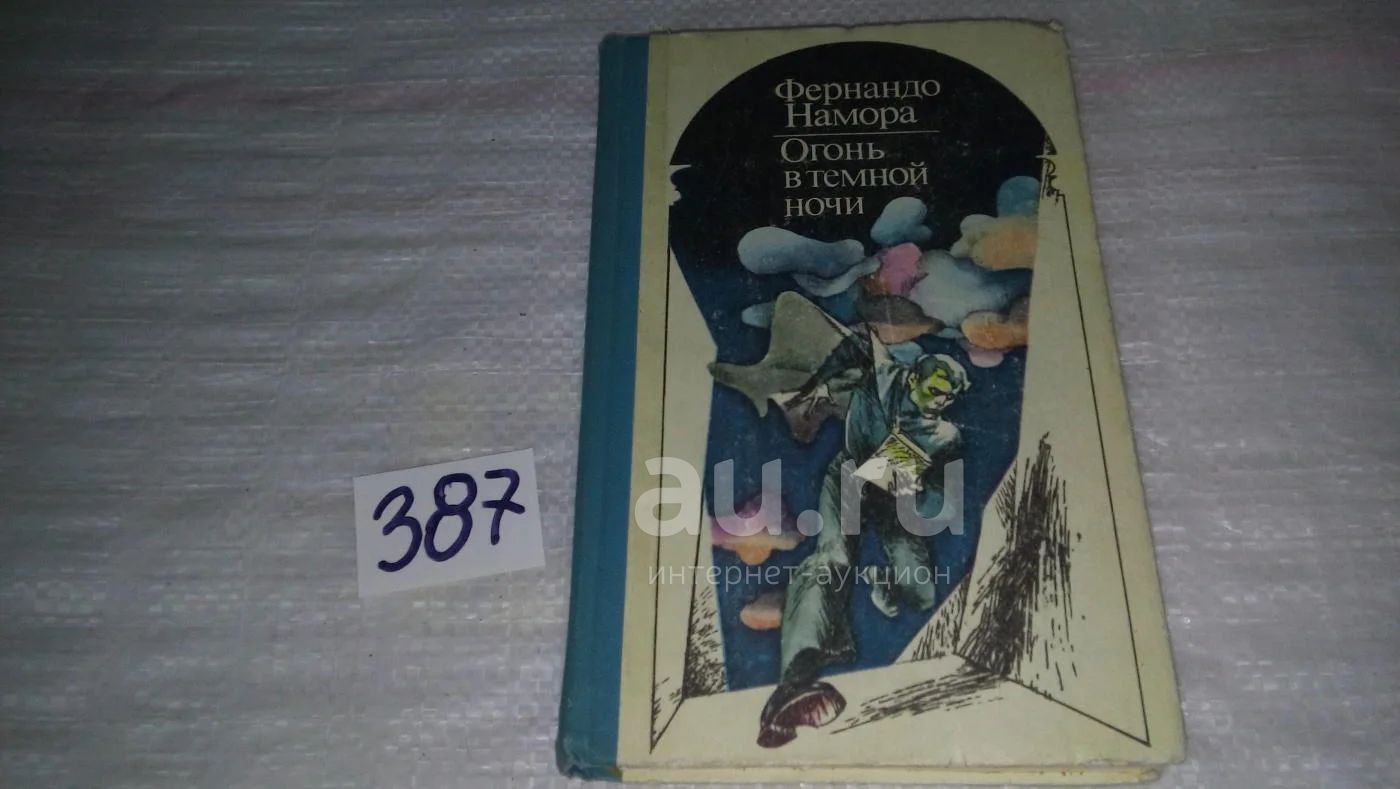 Фернандо
Намора
Огонь
в темной
ночи
387
au.ru
интернет-аукцион